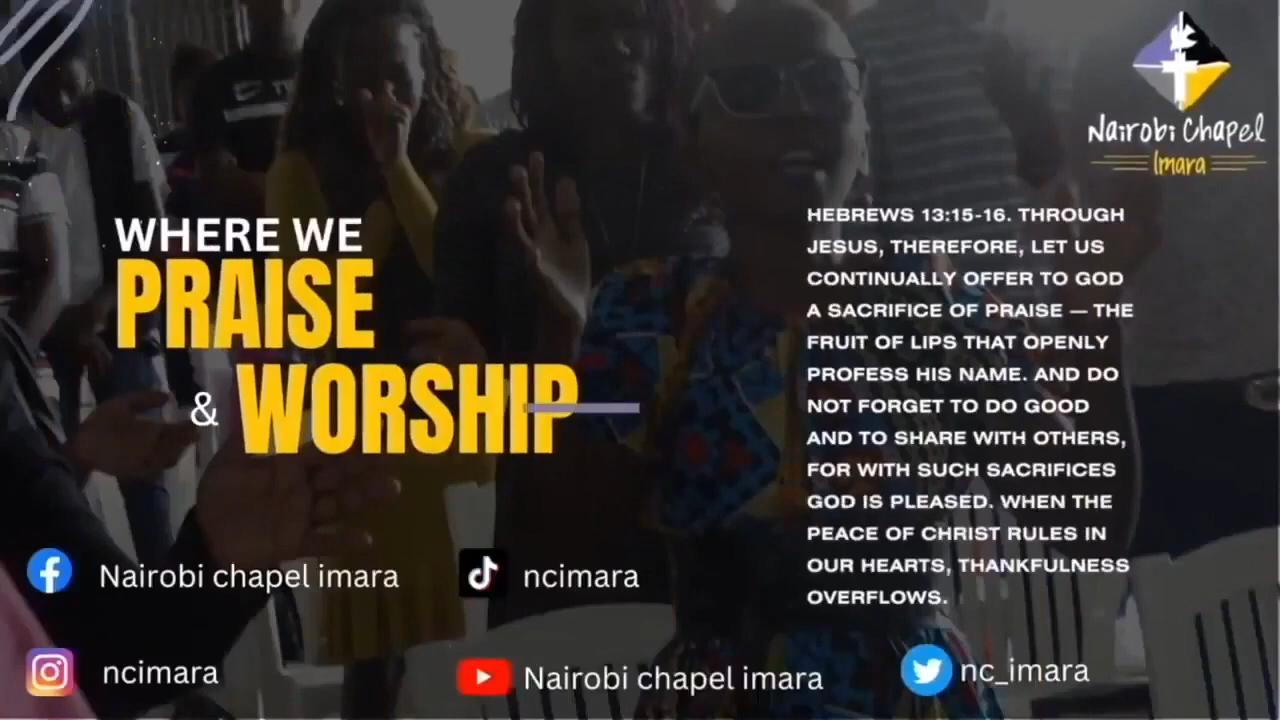 Nairobi Chapel
Imara
WHERE WE
PRAISE
& WORSHIP
HEBREWS 13:15-16. THROUGH
JESUS, THEREFORE, LET US
CONTINUALLY OFFER TO GOD
A SACRIFICE OF PRAISE — THE
FRUIT OF LIPS THAT OPENLY
PROFESS HIS NAME. AND DO
NOT FORGET TO DO GOOD
AND TO SHARE WITH OTHERS,
FOR WITH SUCH SACRIFICES
GOD IS PLEASED. WHEN THE
PEACE OF CHRIST RULES IN
OUR HEARTS, THANKFULNESS
OVERFLOWS.
Nairobi chapel imara
ncimara
ncimara
Nairobi chapel imara
nc_imara